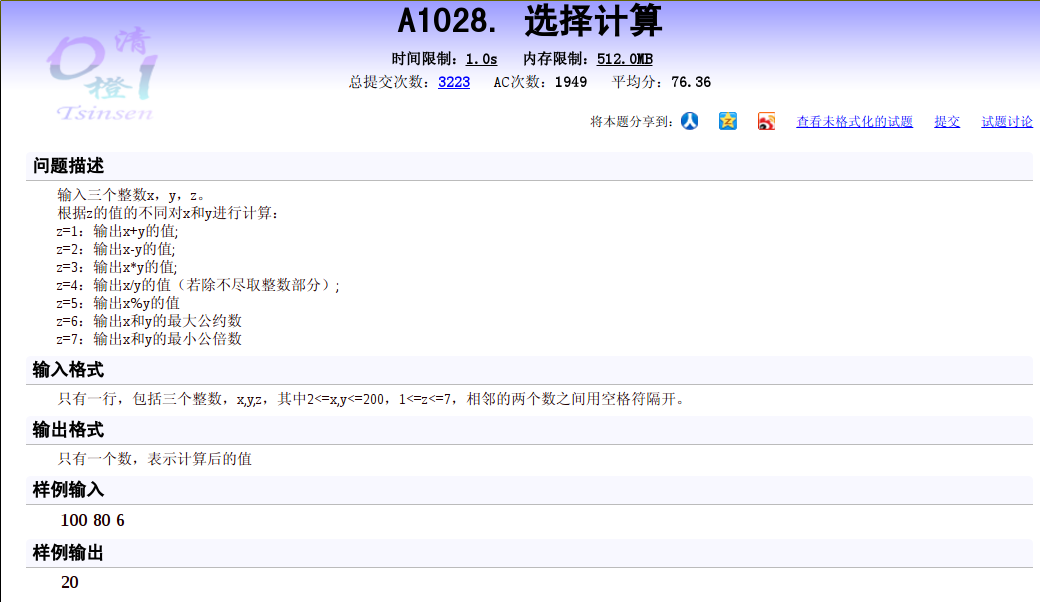 A1028. 选择计算
时间限制：1.0s 内存限制：512.0MB
总提交次数：3223 AC次数：1949 平均分：76.36
清
01
橙
Tsinsen
将本题分享到： 查看未格式化的试题 提交 试题讨论
问题描述
输入三个整数x，y，z。
根据z的值的不同对x和y进行计算：
z=1：输出x+y的值;
z=2：输出x-y的值;
z=3：输出x*y的值;
z=4：输出x/y的值（若除不尽取整数部分）;
z=5：输出x%y的值
z=6：输出x和y的最大公约数
z=7：输出x和y的最小公倍数
输入格式
只有一行，包括三个整数，x,y,z，其中2<=x,y<=200，1<=z<=7，相邻的两个数之间用空格符隔开。
输出格式
只有一个数，表示计算后的值
样例输入
100 80 6
样例输出
20